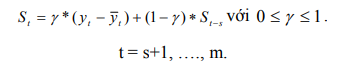 S_t = γ * (y_t − ȳ_t) + (1 − γ) * S_{t−s} với 0 ≤ γ ≤ 1.
t = s+1, …., m.